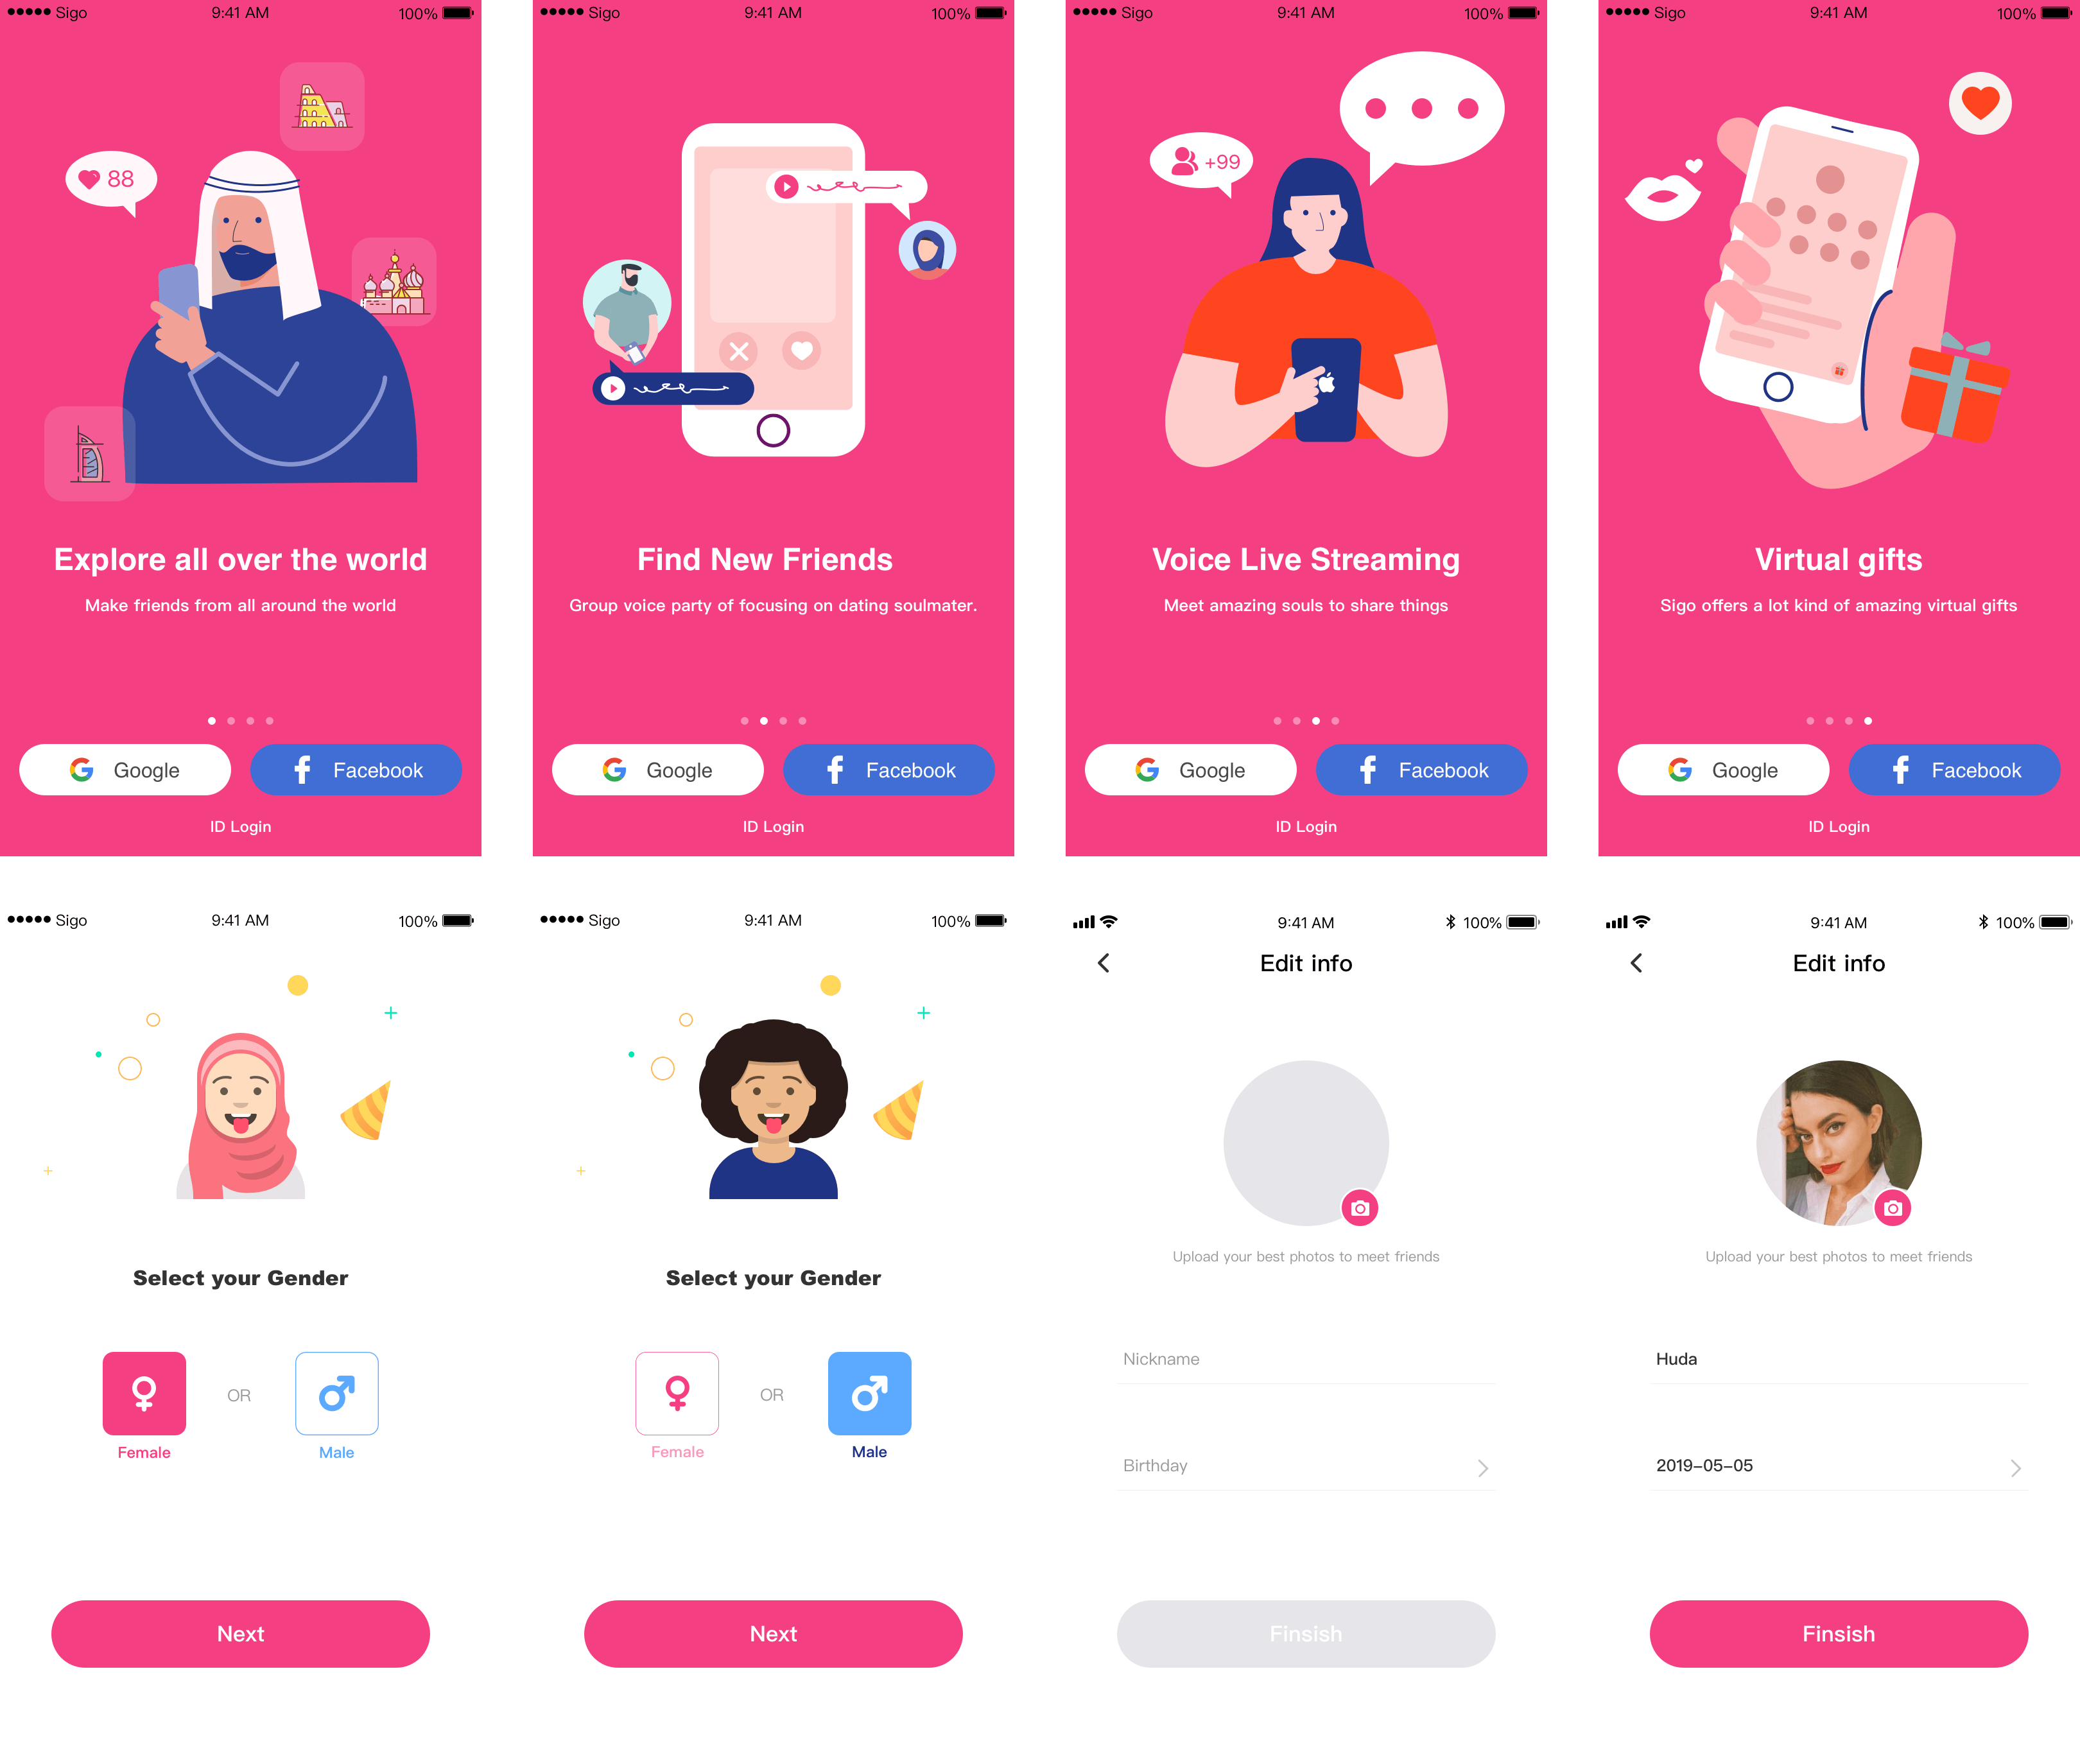 Sigo 9:41 AM 100%
88
Explore all over the world
Make friends from all around the world
Google Facebook
ID Login
Sigo 9:41 AM 100%
Find New Friends
Group voice party of focusing on dating soulmater.
Google Facebook
ID Login
Sigo 9:41 AM 100%
+99
Voice Live Streaming
Meet amazing souls to share things
Google Facebook
ID Login
Sigo 9:41 AM 100%
Virtual gifts
Sigo offers a lot kind of amazing virtual gifts
Google Facebook
ID Login
Sigo 9:41 AM 100%
Select your Gender
OR
Female Male
Next
Sigo 9:41 AM 100%
Select your Gender
OR
Female Male
Next
9:41 AM 100%
Edit info
Upload your best photos to meet friends
Nickname
Birthday
Finsish
9:41 AM 100%
Edit info
Upload your best photos to meet friends
Huda
2019-05-05
Finsish